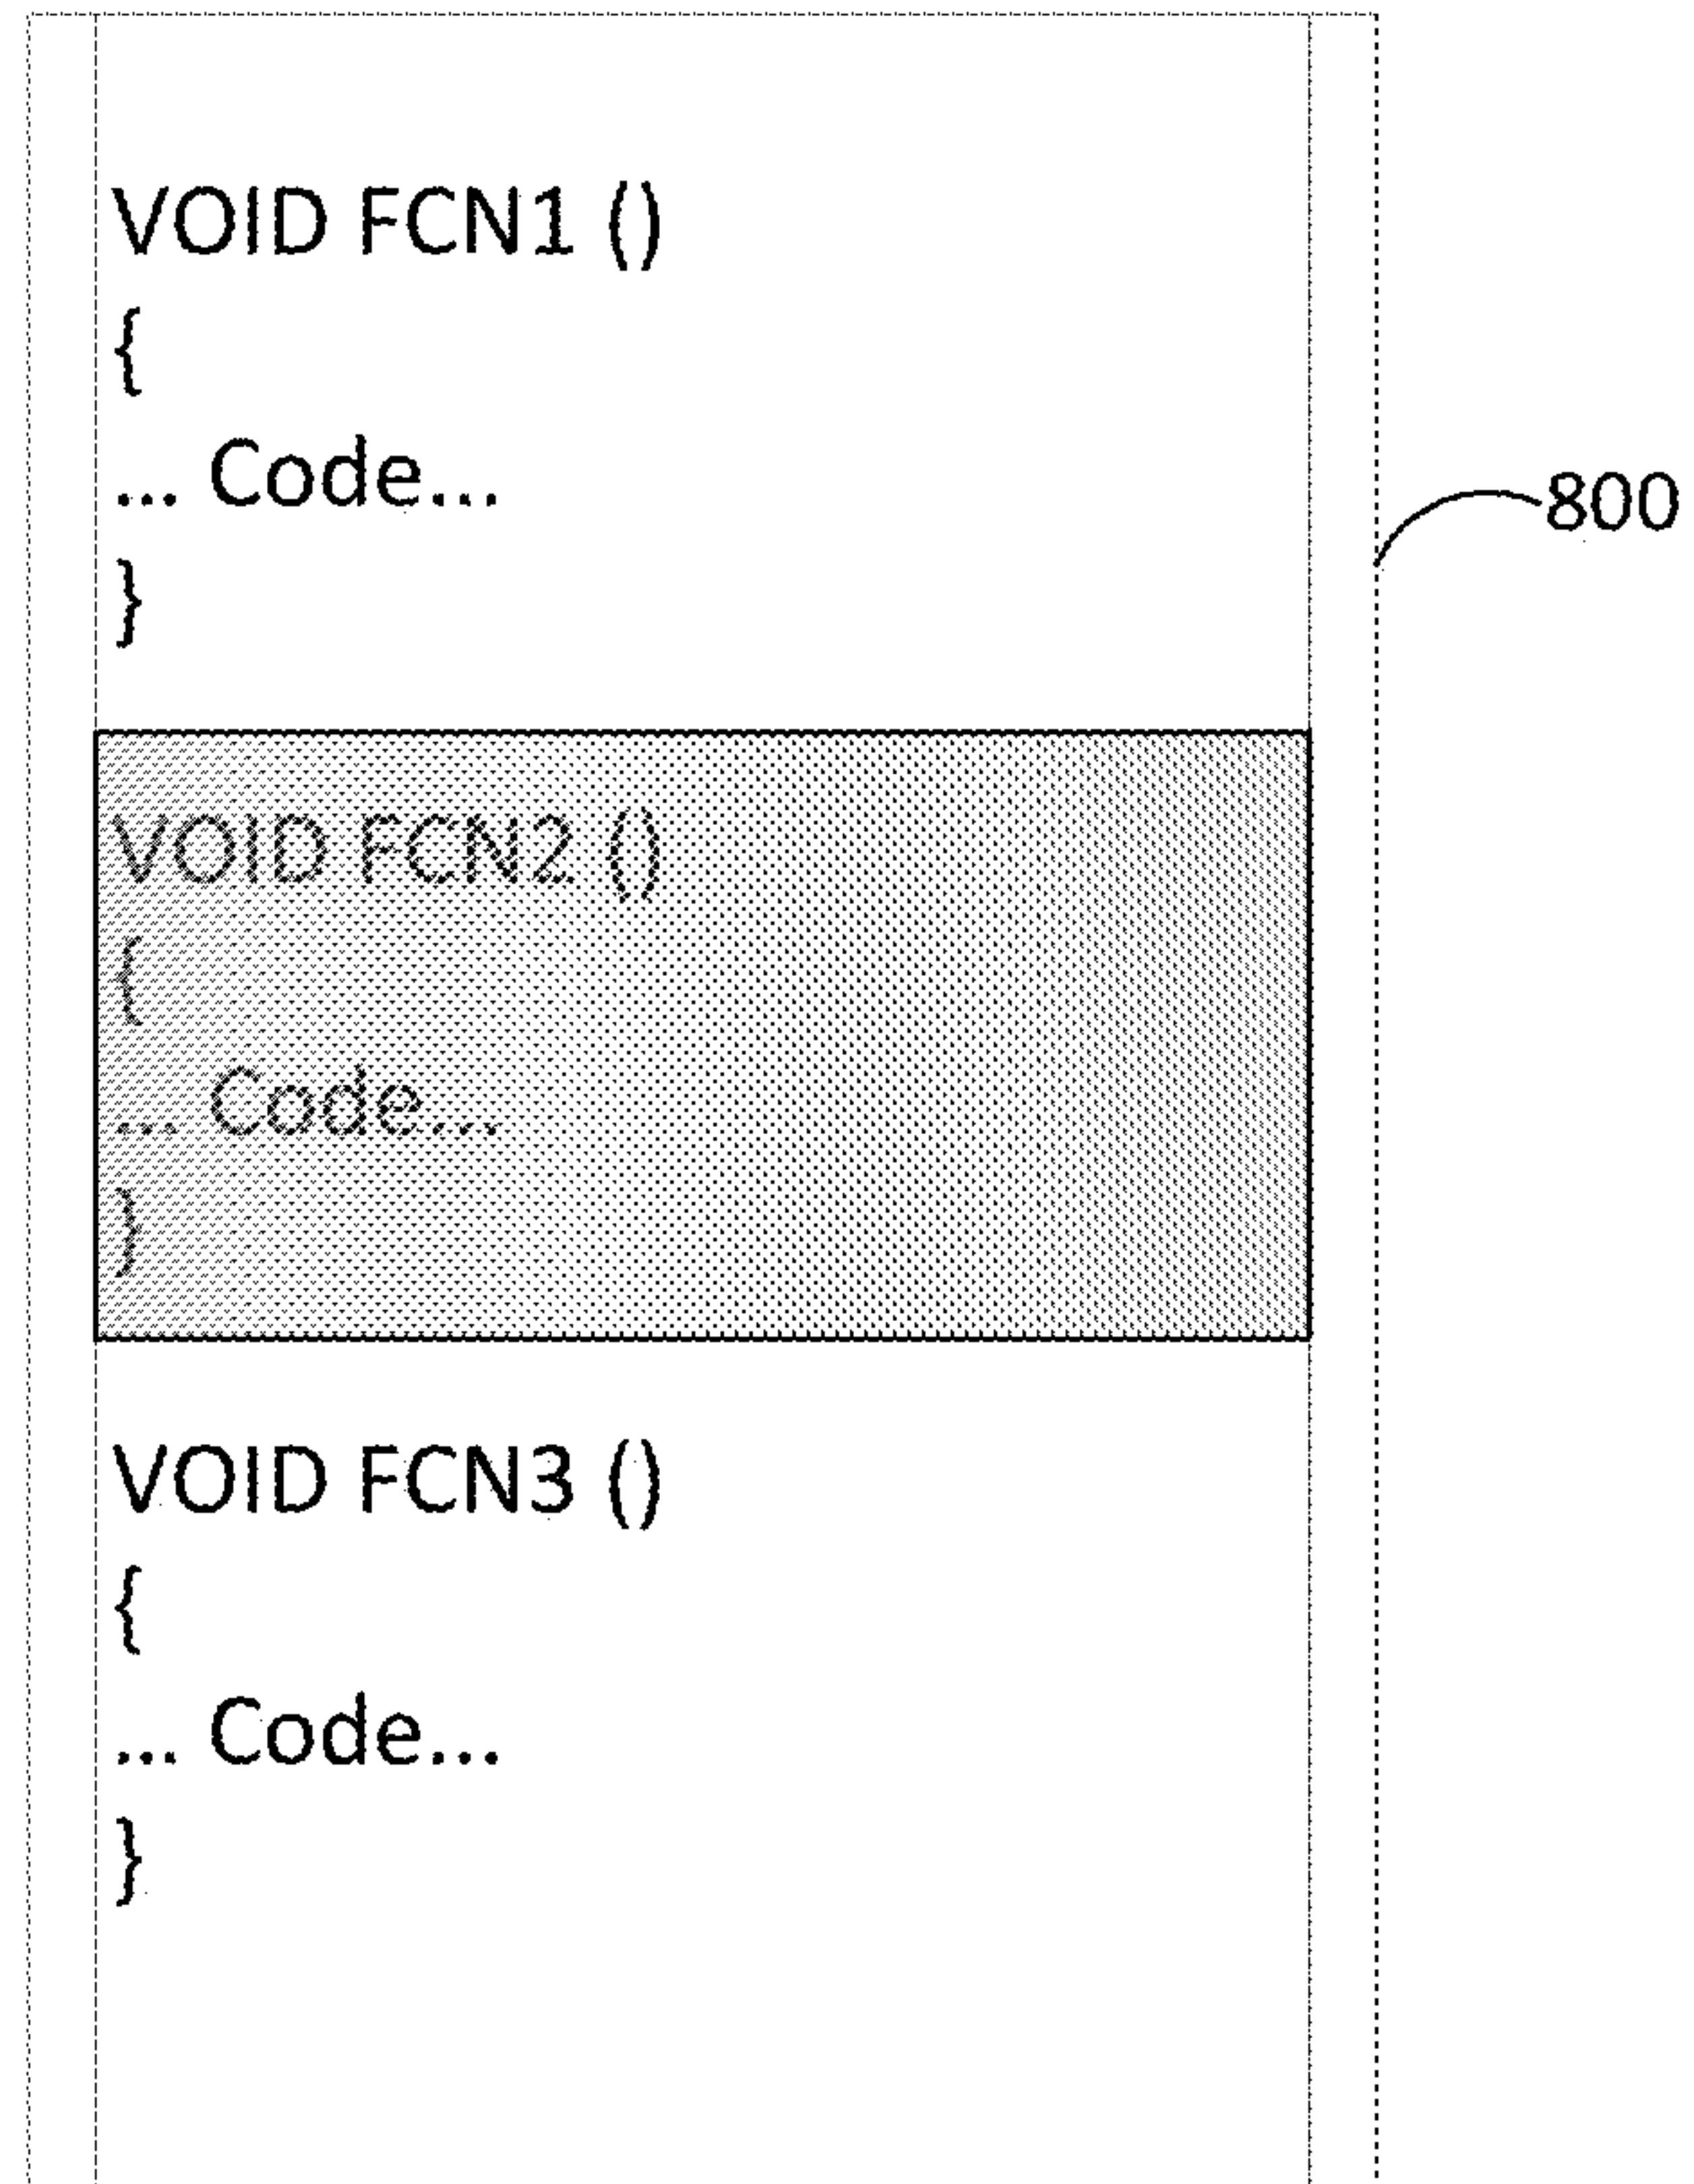 VOID FCN1 ()
{
... Code...
}
800
VOID FCN2 ()
{
... Code...
}
VOID FCN3 ()
{
... Code...
}